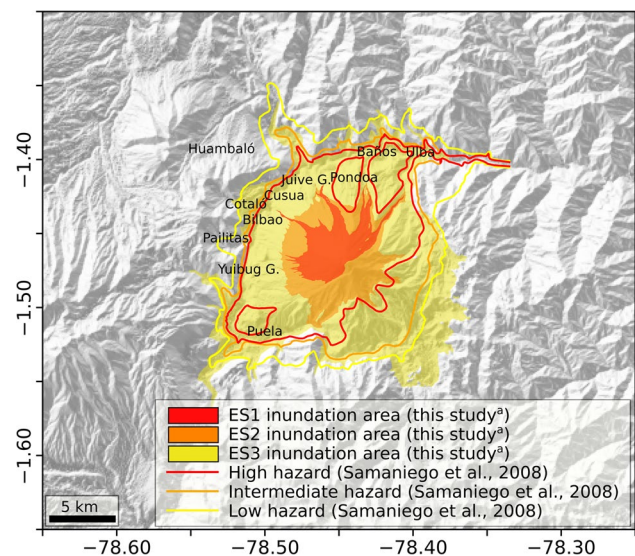 −1.40
−1.50
−1.60
Huambaló
Baños
Ulba
Juive G.
Pondoa
Cusua
Cotaló
Bilbao
Pailitas
Yuibug G.
Puela
ES1 inundation area (this studyᵃ)
ES2 inundation area (this studyᵃ)
ES3 inundation area (this studyᵃ)
High hazard (Samaniego et al., 2008)
Intermediate hazard (Samaniego et al., 2008)
Low hazard (Samaniego et al., 2008)
5 km
−78.60
−78.50
−78.40
−78.30